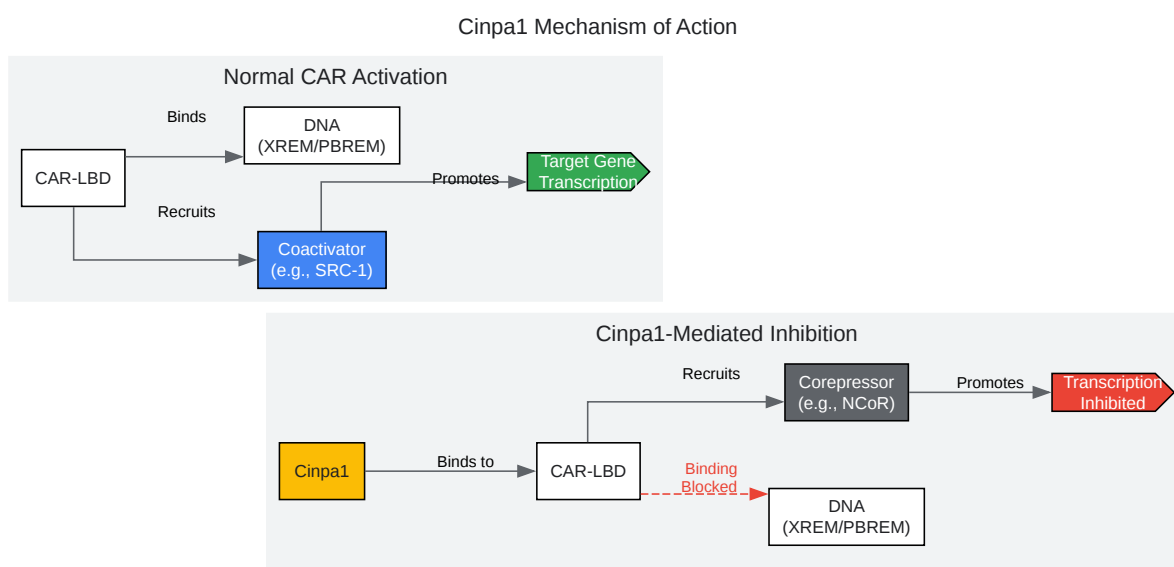 Cinpa1 Mechanism of Action
Normal CAR Activation
Binds
DNA
(XREM/PBREM)
CAR-LBD
Target Gene
Transcription
Promotes
Recruits
Coactivator
(e.g., SRC-1)
Cinpa1-Mediated Inhibition
Recruits
Corepressor
(e.g., NCoR)
Promotes
Transcription
Inhibited
Cinpa1
Binds to
CAR-LBD
Binding
Blocked
DNA
(XREM/PBREM)